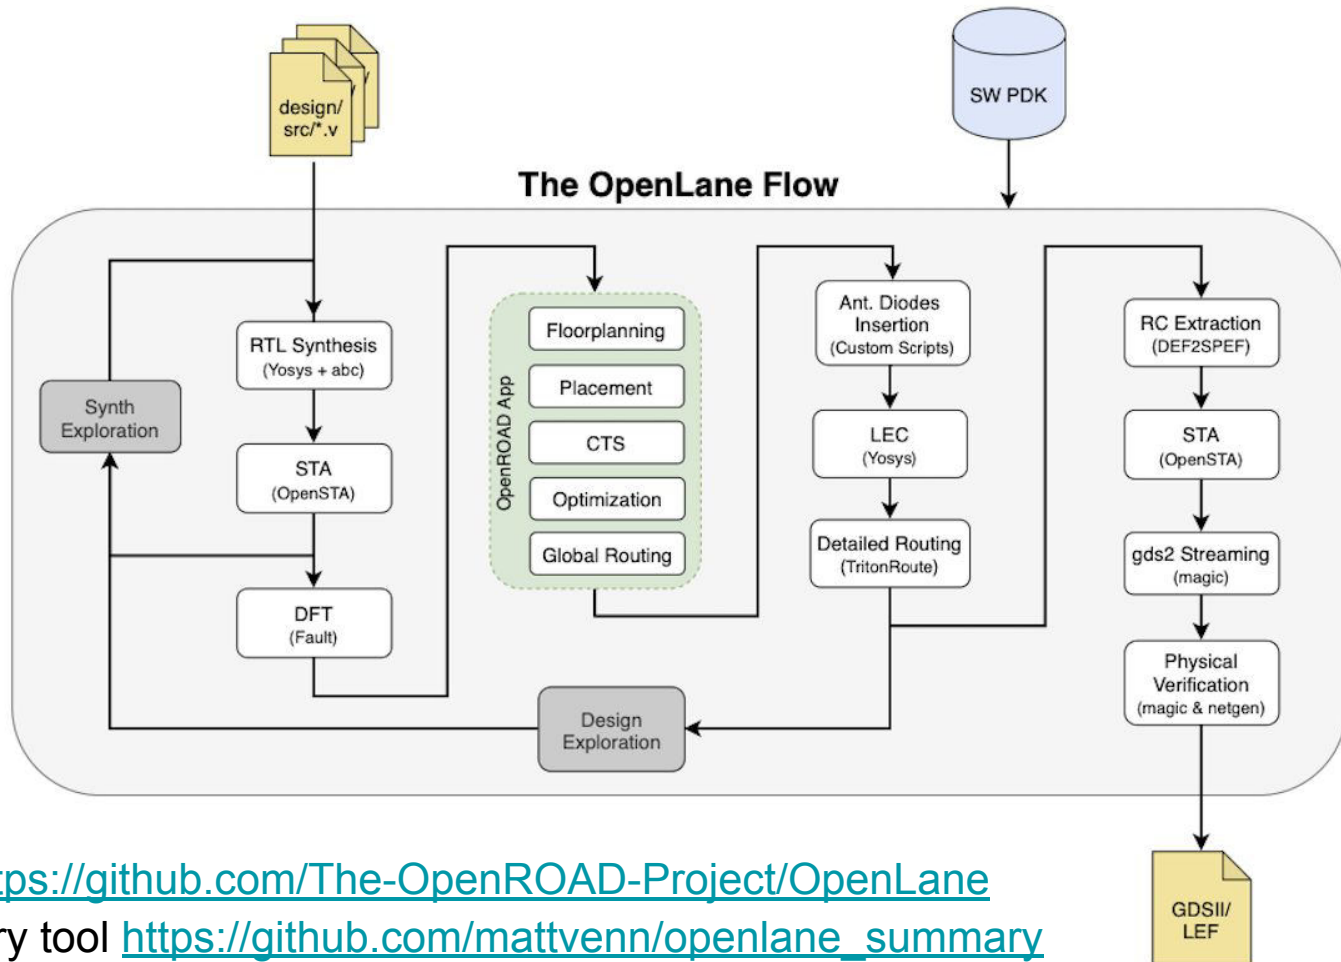 design/
src/*.v
SW PDK
The OpenLane Flow
RTL Synthesis
(Yosys + abc)
Synth
Exploration
STA
(OpenSTA)
DFT
(Fault)
OpenROAD App
Floorplanning
Placement
CTS
Optimization
Global Routing
Design
Exploration
Ant. Diodes
Insertion
(Custom Scripts)
LEC
(Yosys)
Detailed Routing
(TritonRoute)
RC Extraction
(DEF2SPEF)
STA
(OpenSTA)
gds2 Streaming
(magic)
Physical
Verification
(magic & netgen)
GDSII/
LEF
tps://github.com/The-OpenROAD-Project/OpenLane
ry tool https://github.com/mattvenn/openlane_summary